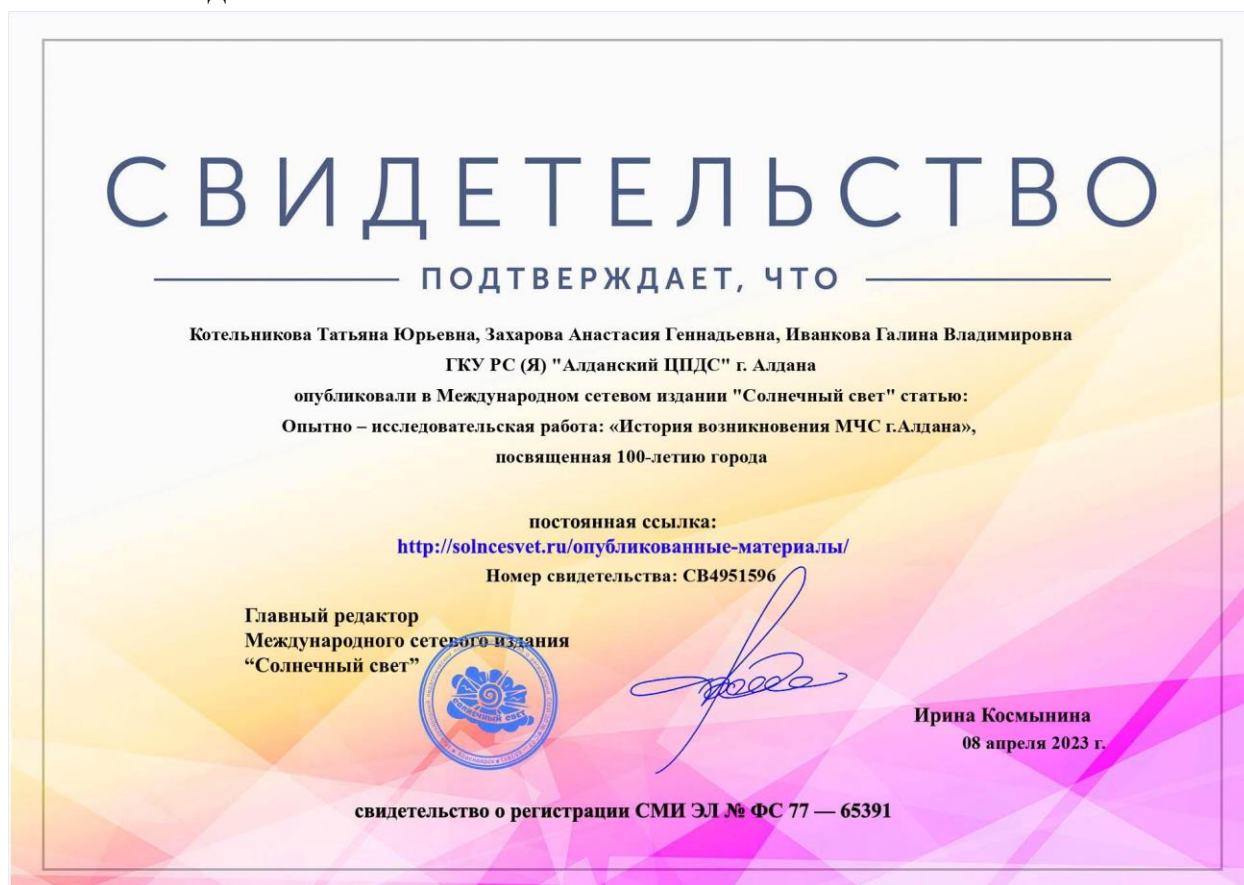 СВИДЕТЕЛЬСТВО
ПОДТВЕРЖДАЕТ, ЧТО
Котельникова Татьяна Юрьевна, Захарова Анастасия Геннадьевна, Иванкова Галина Владимировна
ГКУ РС (Я) "Алданский ЦПДС" г. Алдана
опубликовали в Международном сетевом издании "Солнечный свет" статью:
Опытно – исследовательская работа: «История возникновения МЧС г.Алдана»,
посвященная 100-летию города
постоянная ссылка:
http://solncesvet.ru/опубликованные-материалы/
Номер свидетельства: СВ4951596
Главный редактор
Международного сетевого издания
“Солнечный свет”
СОЛНЕЧНЫЙ СВЕТ
Ирина Космынина
08 апреля 2023 г.
свидетельство о регистрации СМИ ЭЛ № ФС 77 — 65391